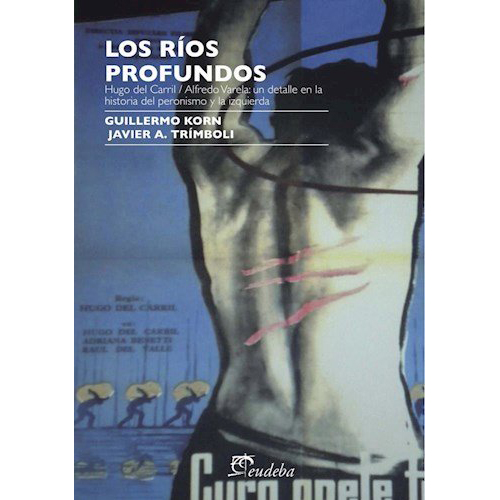 LOS RÍOS
PROFUNDOS
Hugo del Carril / Alfredo Varela: un detalle en la
historia del peronismo y la izquierda
GUILLERMO KORN
JAVIER A. TRÍMBOLI
Regie:
HUGO DEL CARRIL
HUGO DEL CARRIL
ADRIANA BENETTI
RAUL DEL VALLE
eudeba